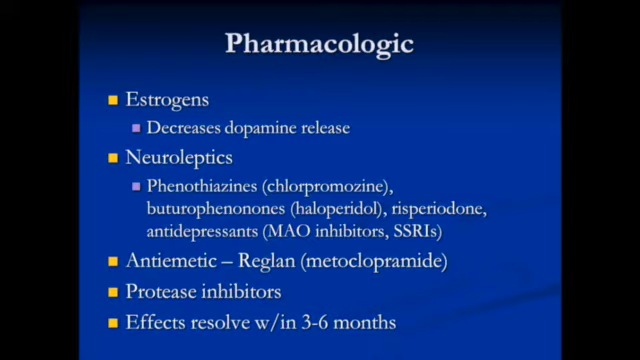 Pharmacologic
Estrogens
Decreases dopamine release
Neuroleptics
Phenothiazines (chlorpromozine),
buturophenonones (haloperidol), risperiodone,
antidepressants (MAO inhibitors, SSRIs)
Antiemetic – Reglan (metoclopramide)
Protease inhibitors
Effects resolve w/in 3-6 months